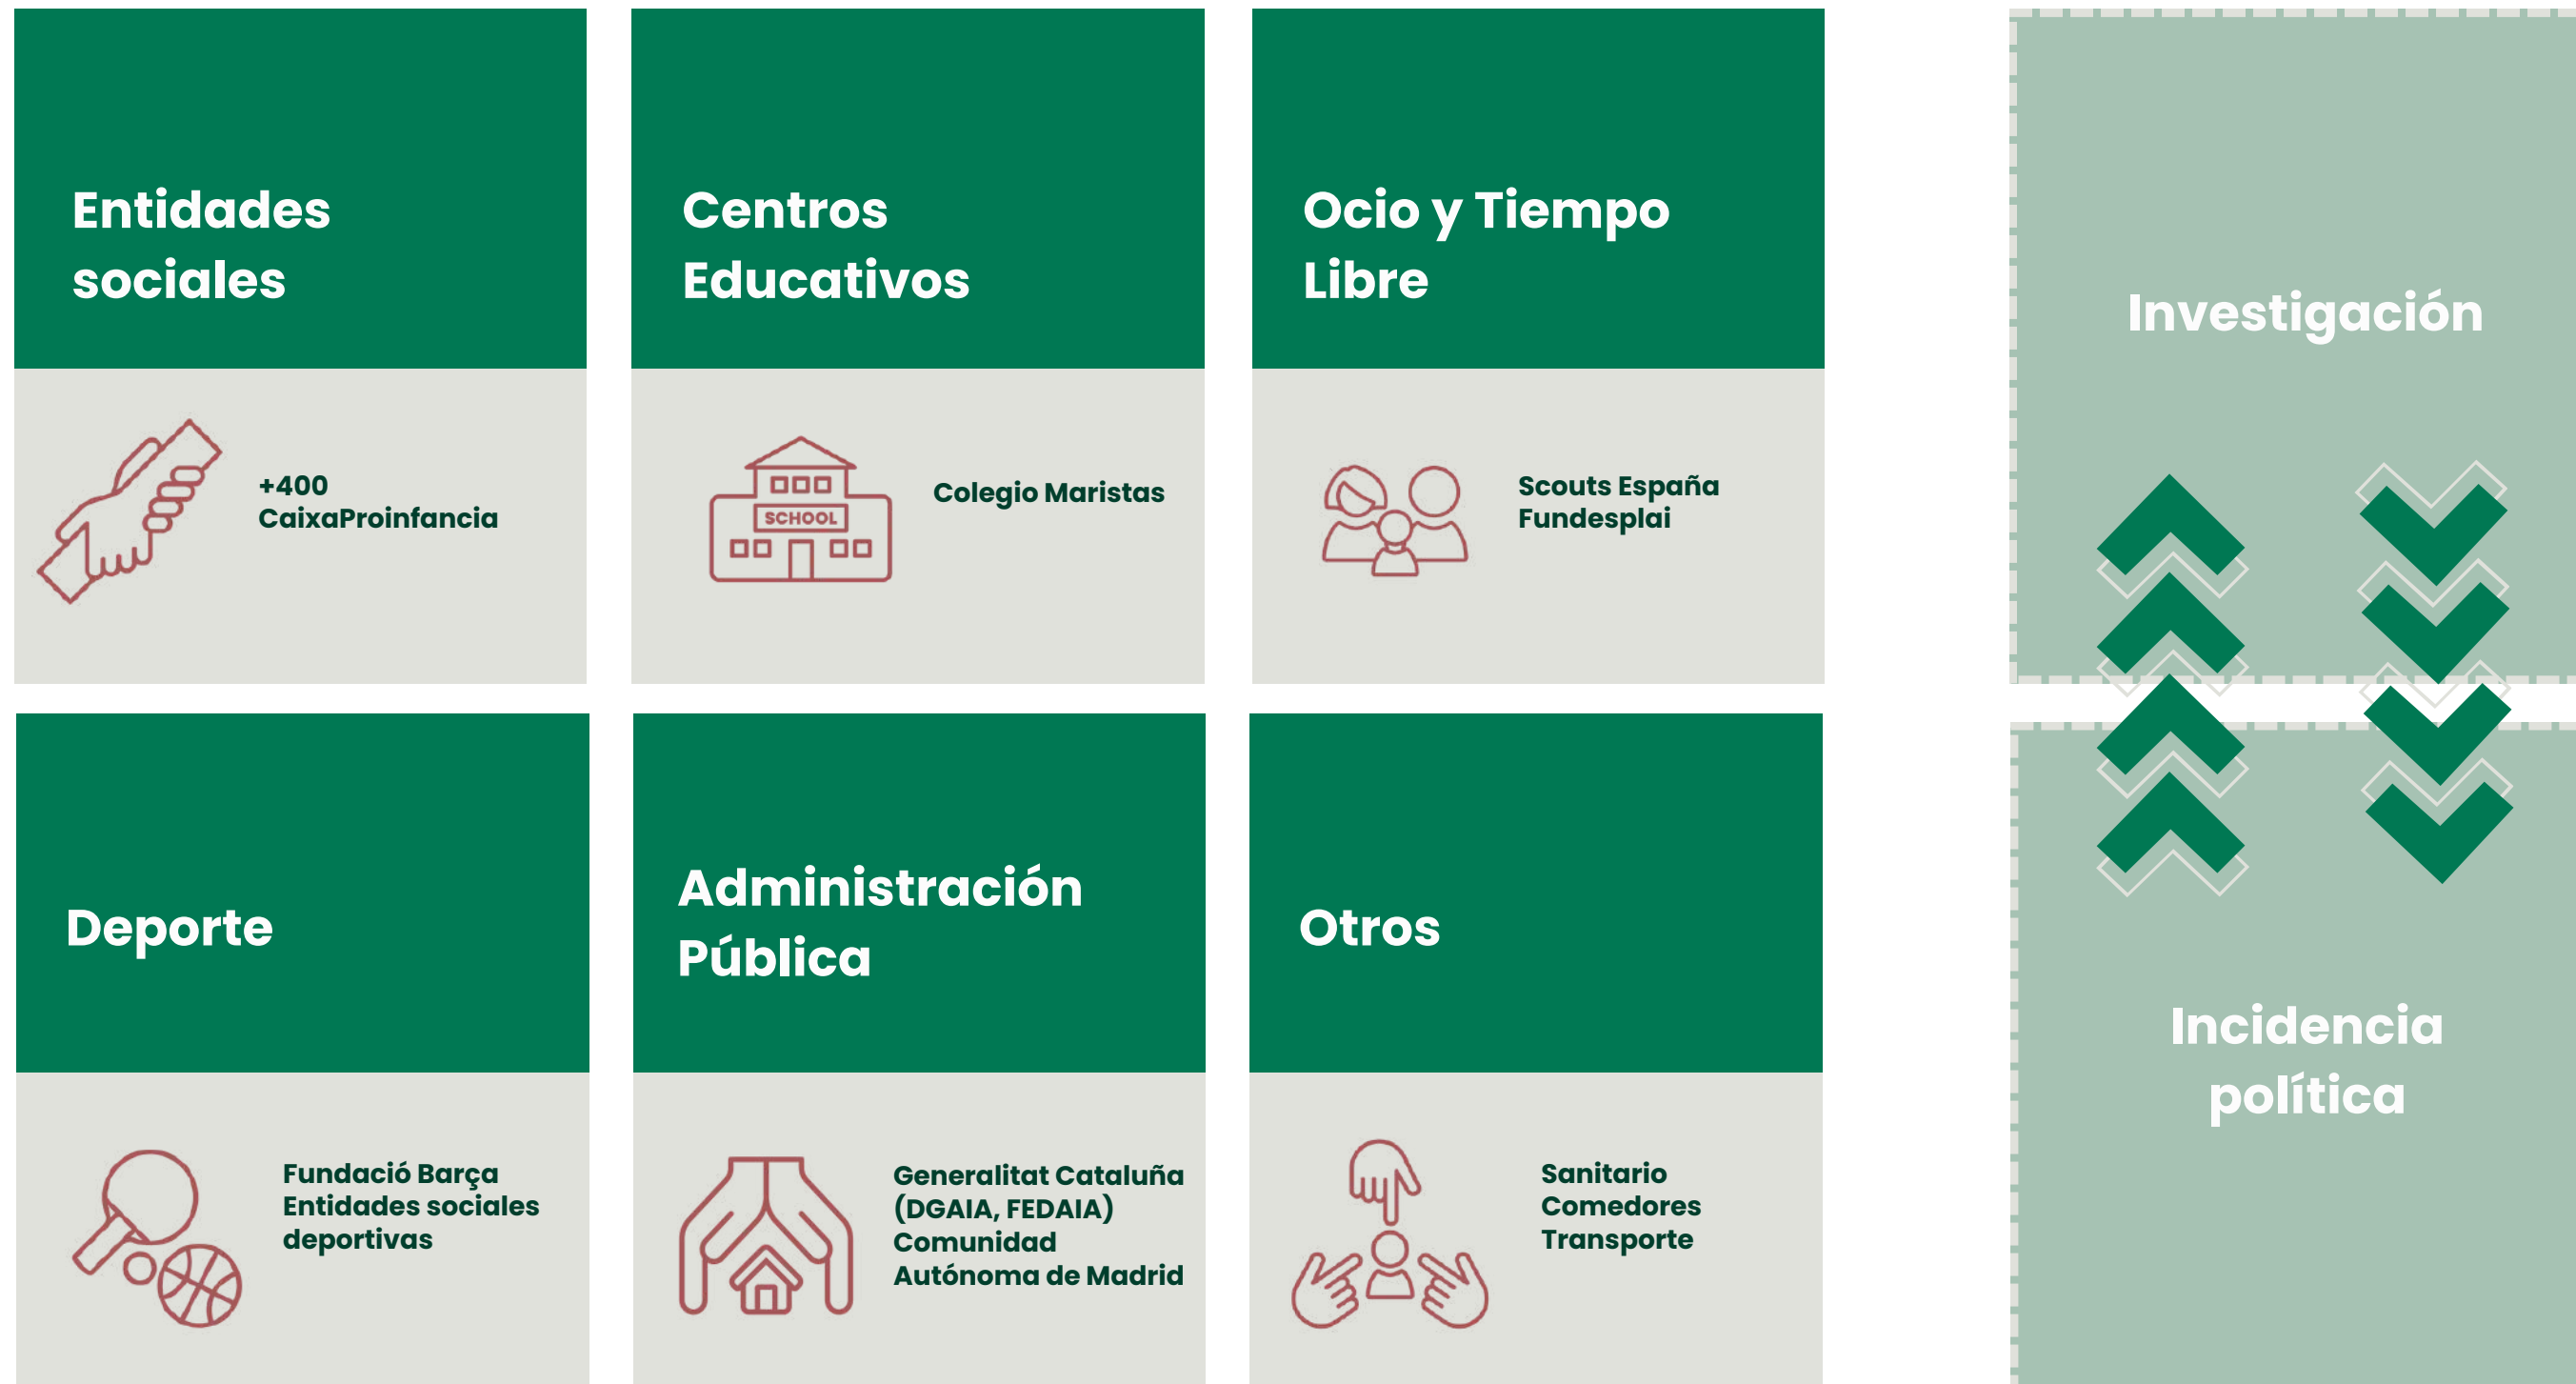 Entidades
sociales
+400
CaixaProinfancia
Centros
Educativos
SCHOOL
Colegio Maristas
Ocio y Tiempo
Libre
Scouts España
Fundesplai
Investigación
Deporte
Fundació Barça
Entidades sociales
deportivas
Administración
Pública
Generalitat Cataluña
(DGAIA, FEDAIA)
Comunidad
Autónoma de Madrid
Otros
Sanitario
Comedores
Transporte
Incidencia
política